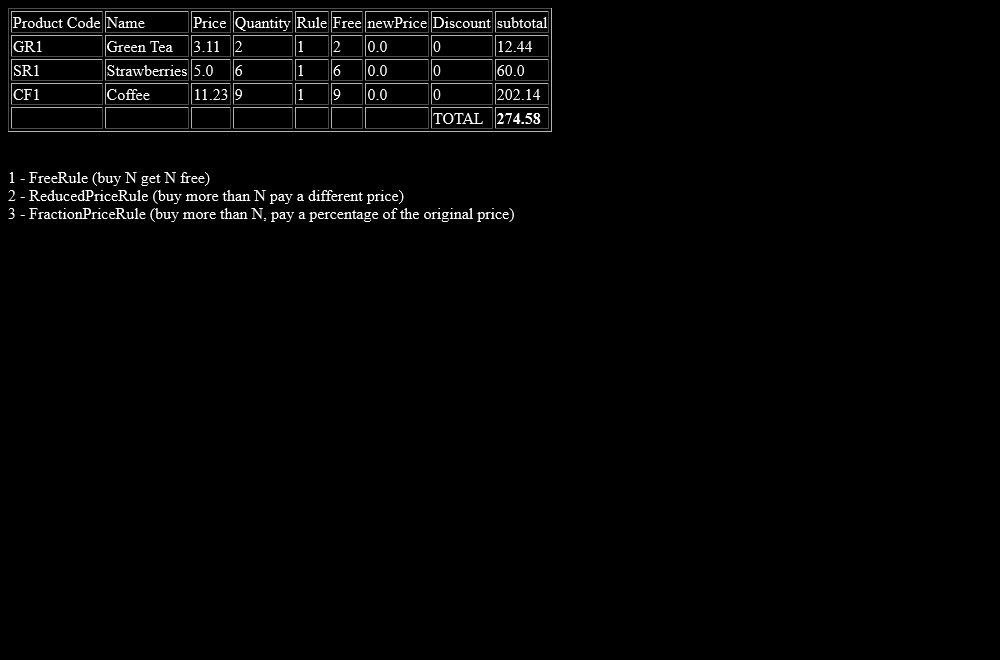 Product Code Name Price Quantity Rule Free newPrice Discount subtotal
GR1 Green Tea 3.11 2 1 2 0.0 0 12.44
SR1 Strawberries 5.0 6 1 6 0.0 0 60.0
CF1 Coffee 11.23 9 1 9 0.0 0 202.14
TOTAL 274.58
1 - FreeRule (buy N get N free)
2 - ReducedPriceRule (buy more than N pay a different price)
3 - FractionPriceRule (buy more than N, pay a percentage of the original price)